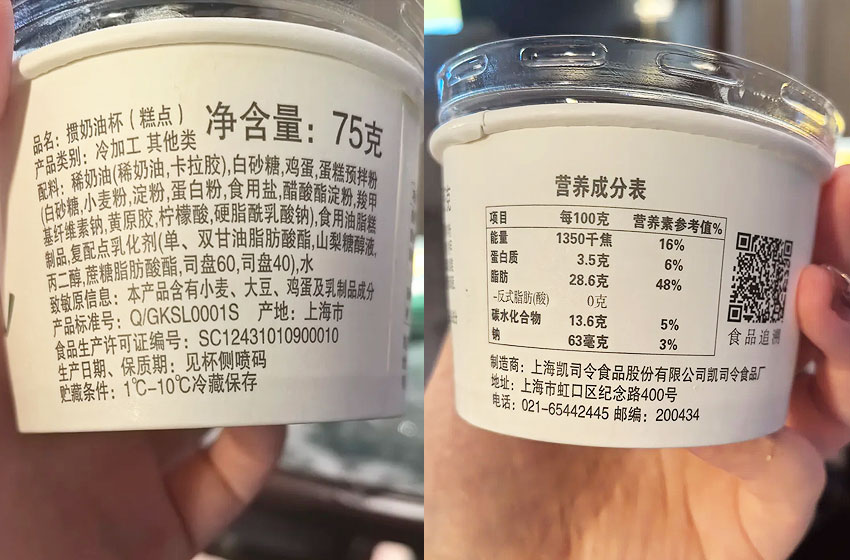 品名：掼奶油杯（糕点）
净含量：75克
产品类别：冷加工 其他类
配料：稀奶油(稀奶油,卡拉胶),白砂糖,鸡蛋,蛋糕预拌粉
(白砂糖,小麦粉,淀粉,蛋白粉,食用盐,醋酸酯淀粉,羧甲
基纤维素钠,黄原胶,柠檬酸,硬脂酰乳酸钠),食用油脂糕
制品,复配糕点乳化剂(单、双甘油脂肪酸酯,山梨糖醇液,
丙二醇,蔗糖脂肪酸酯,司盘60,司盘40),水
致敏原信息：本产品含有小麦、大豆、鸡蛋及乳制品成分
产品标准号：Q/GKSL0001S 产地：上海市
食品生产许可证编号：SC12431010900010
生产日期、保质期：见杯侧喷码
贮藏条件：1℃-10℃冷藏保存
营养成分表
项目 每100克 营养素参考值%
能量 1350千焦 16%
蛋白质 3.5克 6%
脂肪 28.6克 48%
-反式脂肪(酸) 0克
碳水化合物 13.6克 5%
钠 63毫克 3%
食品追溯
制造商：上海凯司令食品股份有限公司凯司令食品厂
地址：上海市虹口区纪念路400号
电话：021-65442445 邮编：200434